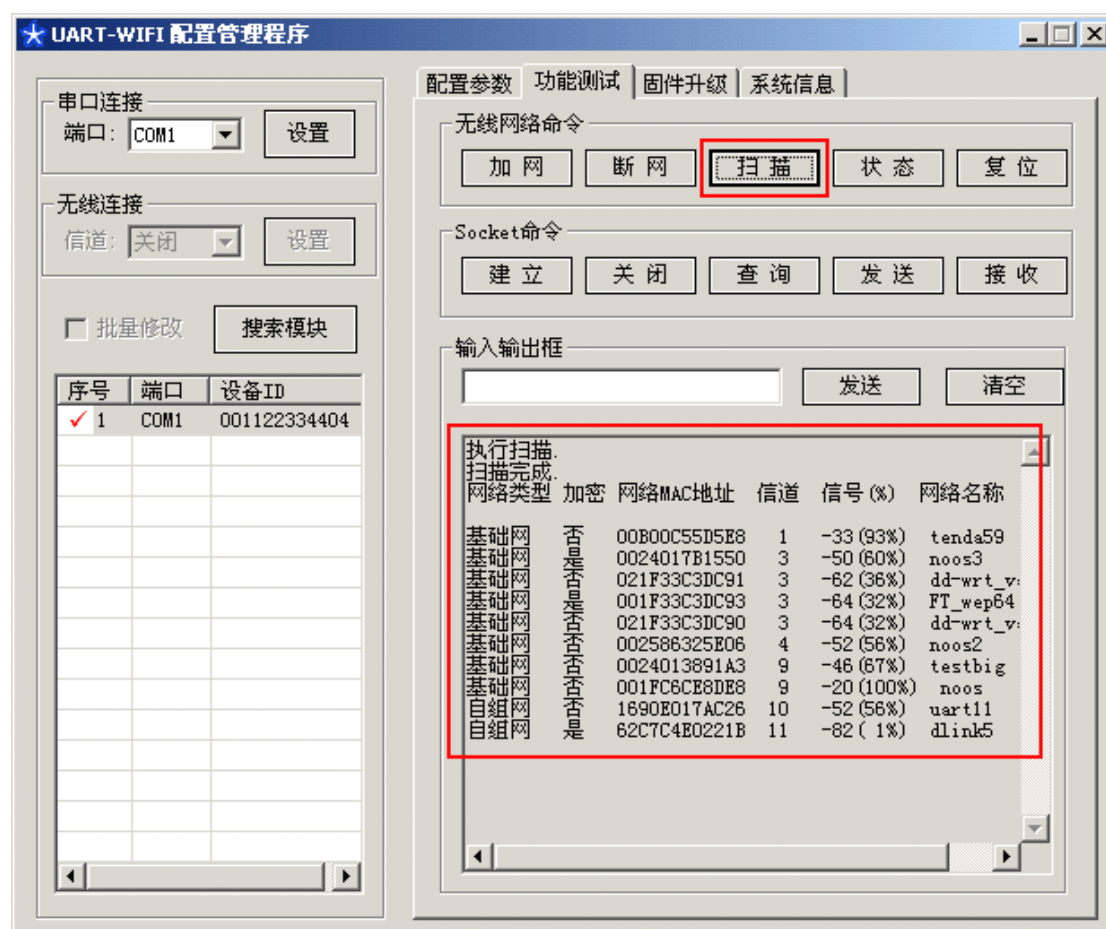 UART-WIFI 配置管理程序
串口连接
端口: COM1 设置
无线连接
信道: 关闭 设置
批量修改 搜索模块
序号 端口 设备ID
1 COM1 001122334404
配置参数 功能测试 固件升级 系统信息
无线网络命令
加 网 断 网 扫 描 状 态 复 位
Socket命令
建 立 关 闭 查 询 发 送 接 收
输入输出框
发送 清空
执行扫描.
扫描完成.
网络类型 加密 网络MAC地址 信道 信号(%) 网络名称
基础网 否 00B00C55D5E8 1 -33(93%) tenda59
基础网 是 0024017B1550 3 -50(60%) noos3
基础网 否 021F33C3DC91 3 -62(36%) dd-wrt_v
基础网 是 001F33C3DC93 3 -64(32%) FT_wep64
基础网 否 021F33C3DC90 3 -64(32%) dd-wrt_v
基础网 否 002586325E06 4 -52(56%) noos2
基础网 否 0024013891A3 9 -46(67%) testbig
基础网 否 001FC6CE8DE8 9 -20(100%) noos
自组网 否 1690E017AC26 10 -52(56%) uart11
自组网 是 62C7C4E0221B 11 -82( 1%) dlink5